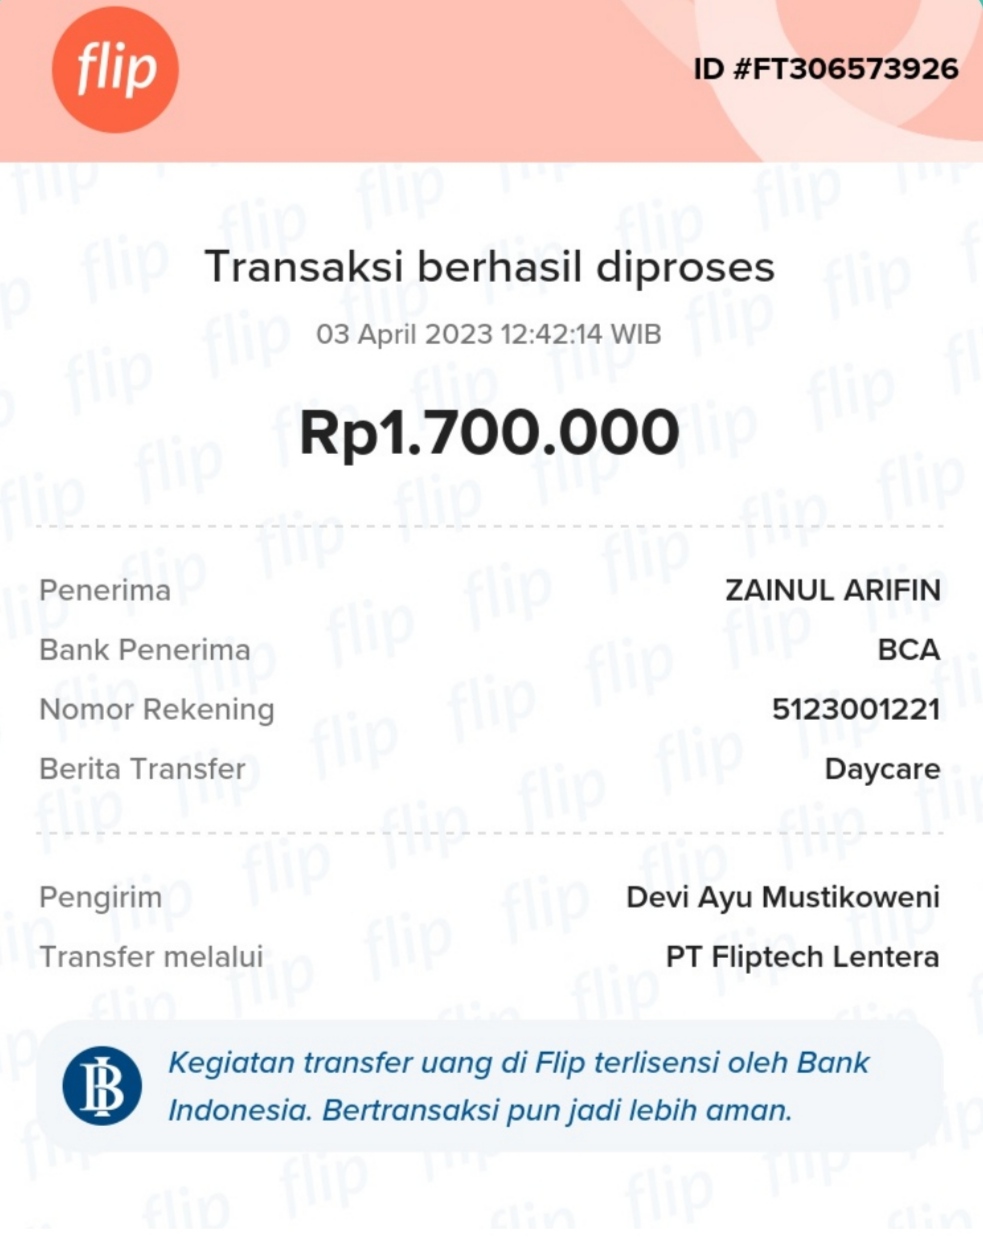 flip
ID #FT306573926
Transaksi berhasil diproses
03 April 2023 12:42:14 WIB
Rp1.700.000
Penerima ZAINUL ARIFIN
Bank Penerima BCA
Nomor Rekening 5123001221
Berita Transfer Daycare
Pengirim Devi Ayu Mustikoweni
Transfer melalui PT Fliptech Lentera
Kegiatan transfer uang di Flip terlisensi oleh Bank
Indonesia. Bertransaksi pun jadi lebih aman.